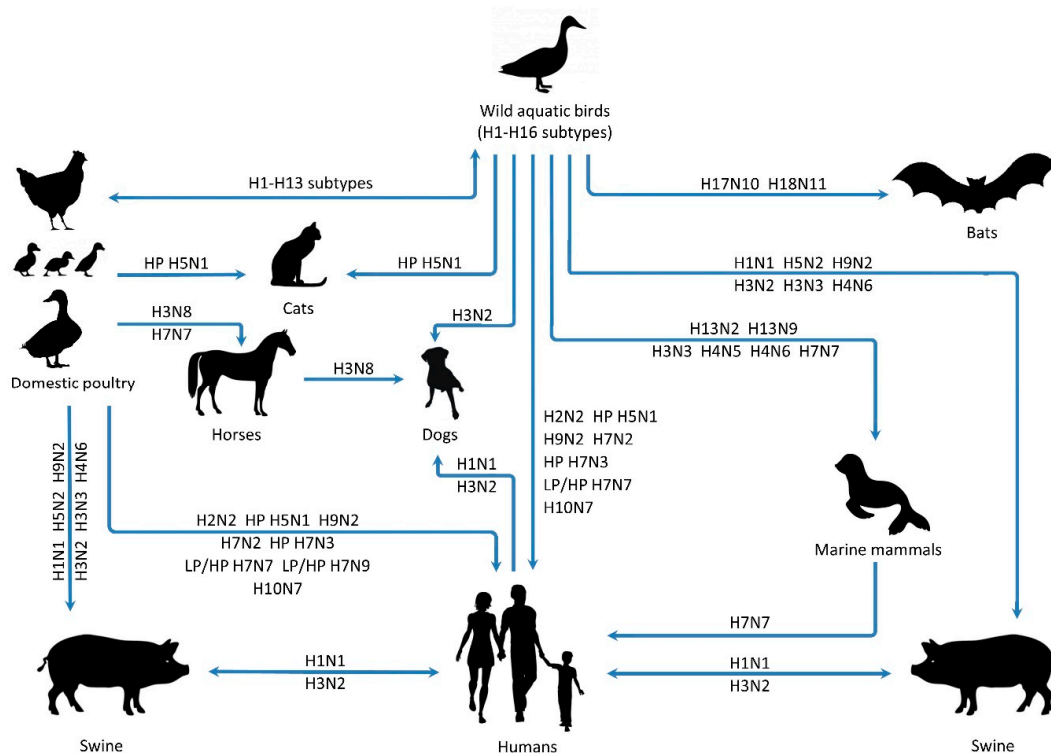 Wild aquatic birds
(H1-H16 subtypes)
H1-H13 subtypes
H17N10 H18N11
Bats
HP H5N1
HP H5N1
Cats
H1N1 H5N2 H9N2
H3N2 H3N3 H4N6
H3N8
H7N7
H3N2
H13N2 H13N9
H3N3 H4N5 H4N6 H7N7
Domestic poultry
H3N8
Horses
Dogs
H2N2 HP H5N1
H9N2 H7N2
HP H7N3
LP/HP H7N7
H10N7
H1N1
H3N2
H1N1 H5N2 H9N2
H3N2 H3N3 H4N6
H2N2 HP H5N1 H9N2
H7N2 HP H7N3
LP/HP H7N7 LP/HP H7N9
H10N7
Marine mammals
H7N7
H1N1
H3N2
H1N1
H3N2
Swine
Humans
Swine